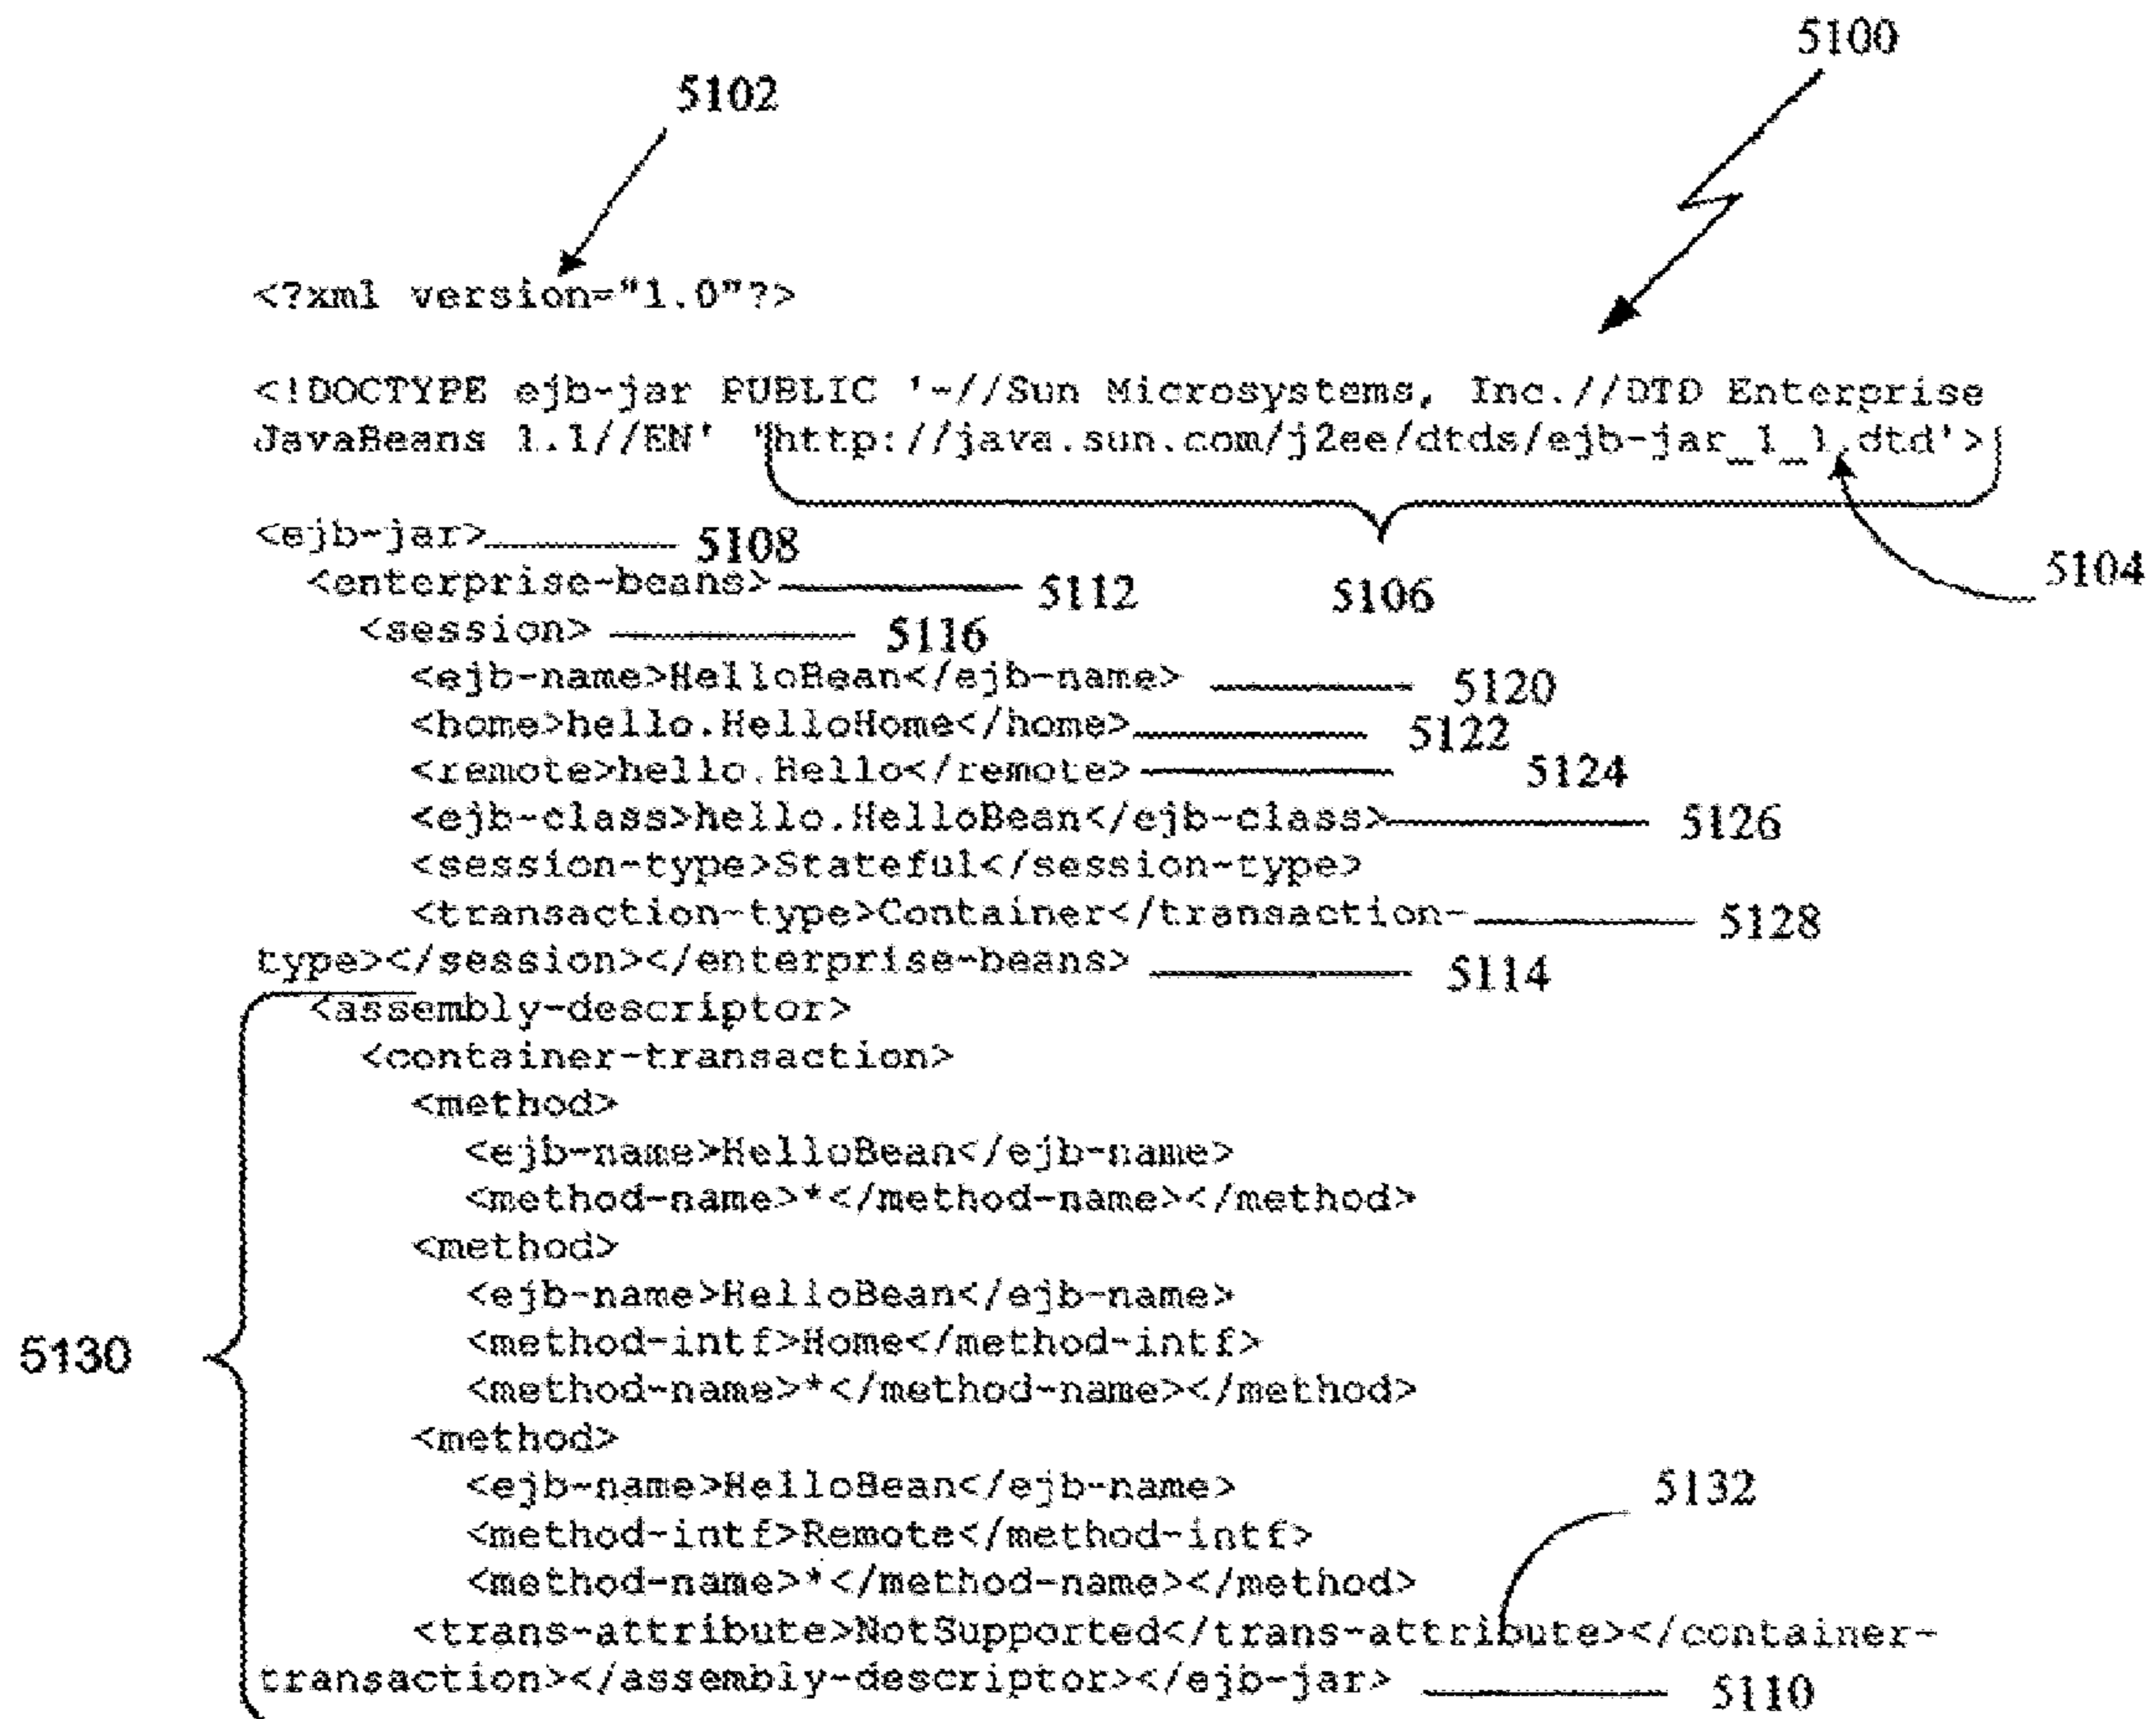 5100
5102
<?xml version="1.0"?>
<!DOCTYPE ejb-jar PUBLIC '-//Sun Microsystems, Inc.//DTD Enterprise
JavaBeans 1.1//EN' 'http://java.sun.com/j2ee/dtds/ejb-jar_1_1.dtd'>
<ejb-jar> 5108
<enterprise-beans> 5112 5106 5104
<session> 5116
<ejb-name>HelloBean</ejb-name> 5120
<home>hello.HelloHome</home> 5122
<remote>hello.Hello</remote> 5124
<ejb-class>hello.HelloBean</ejb-class> 5126
<session-type>Stateful</session-type>
<transaction-type>Container</transaction- 5128
type></session></enterprise-beans> 5114
<assembly-descriptor>
<container-transaction>
<method>
<ejb-name>HelloBean</ejb-name>
<method-name>*</method-name></method>
<method>
<ejb-name>HelloBean</ejb-name>
<method-intf>Home</method-intf>
5130
<method-name>*</method-name></method>
<method>
<ejb-name>HelloBean</ejb-name> 5132
<method-intf>Remote</method-intf>
<method-name>*</method-name></method>
<trans-attribute>NotSupported</trans-attribute></container-
transaction></assembly-descriptor></ejb-jar> 5110